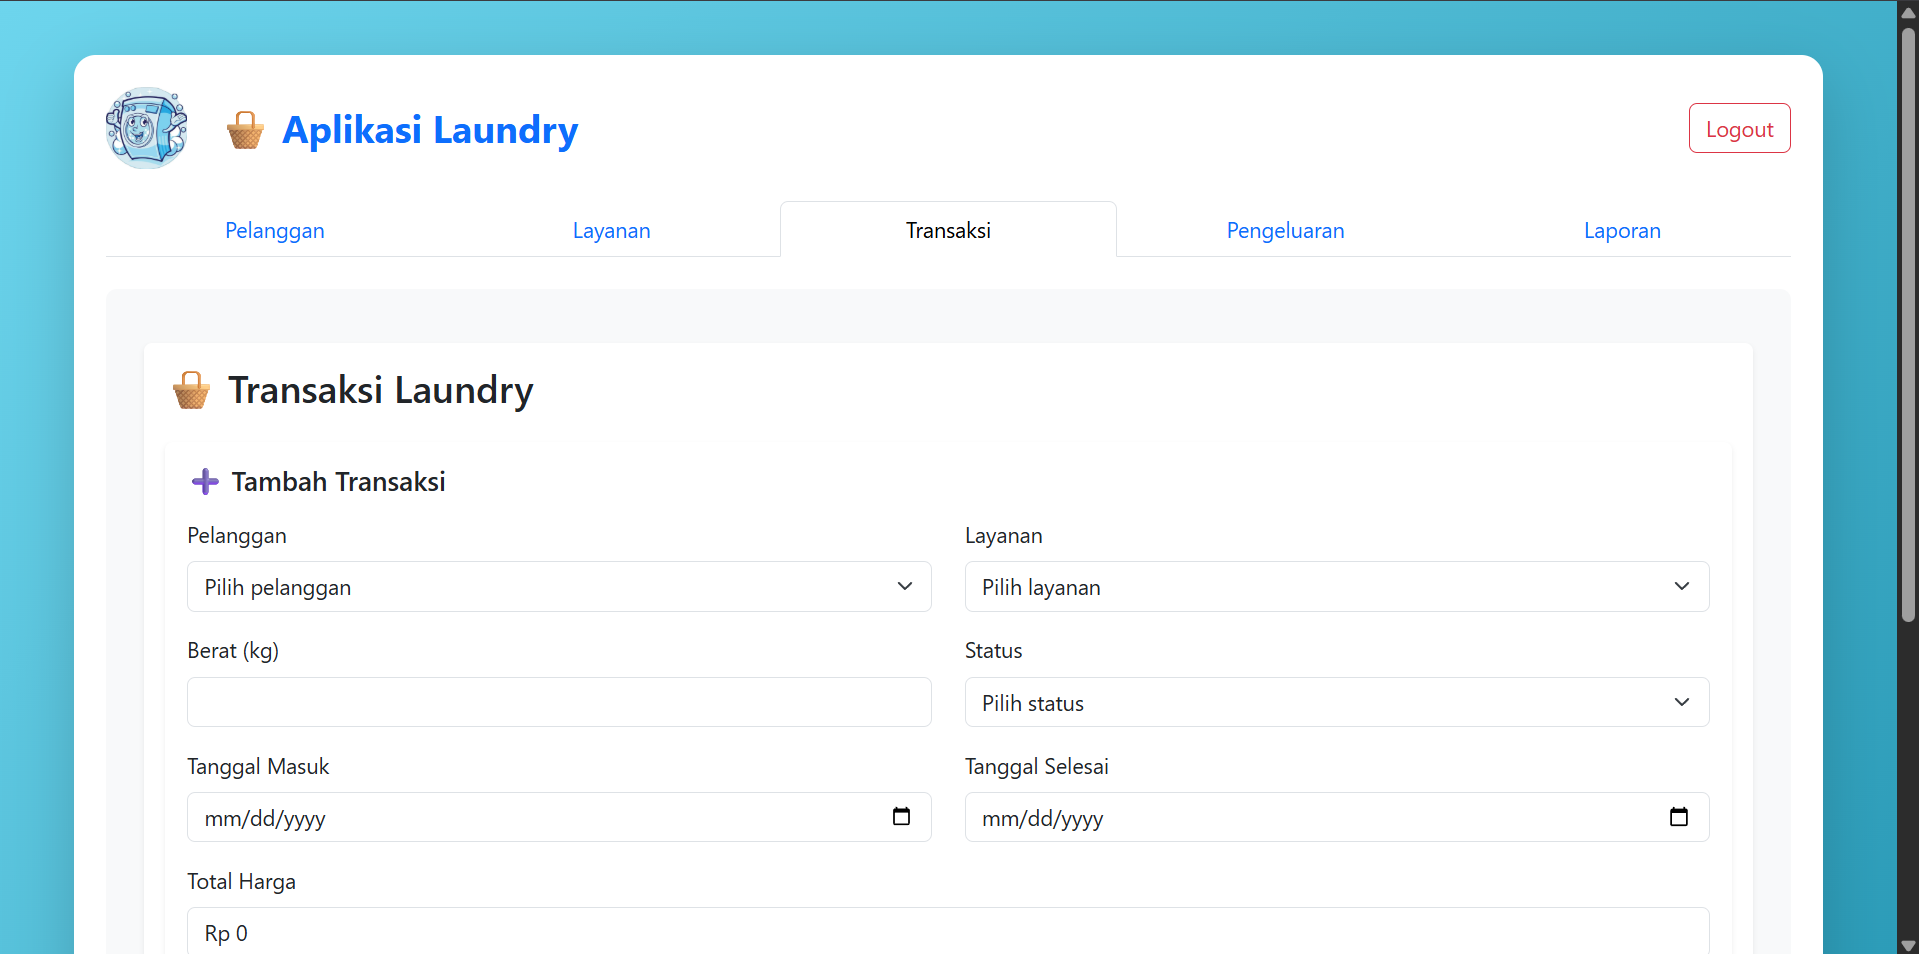 Aplikasi Laundry
Logout
Pelanggan Layanan Transaksi Pengeluaran Laporan
Transaksi Laundry
Tambah Transaksi
Pelanggan Layanan
Pilih pelanggan Pilih layanan
Berat (kg) Status
Pilih status
Tanggal Masuk Tanggal Selesai
mm/dd/yyyy mm/dd/yyyy
Total Harga
Rp 0